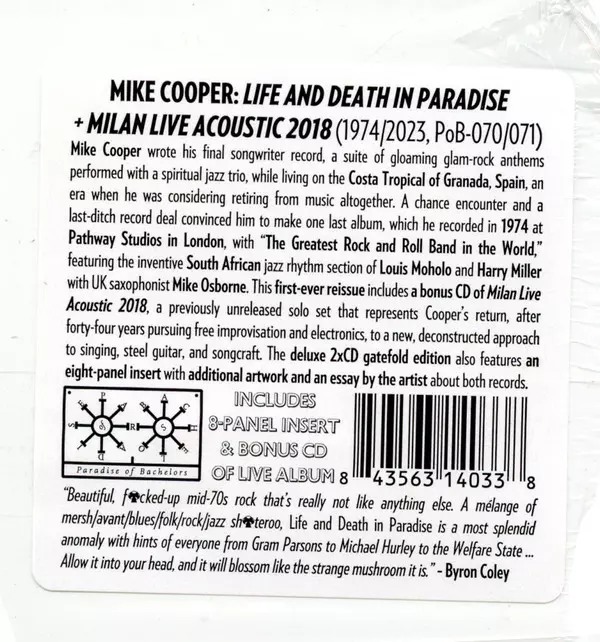 MIKE COOPER: LIFE AND DEATH IN PARADISE
+ MILAN LIVE ACOUSTIC 2018 (1974/2023, PoB-070/071)
Mike Cooper wrote his final songwriter record, a suite of gloaming glam-rock anthems
performed with a spiritual jazz trio, while living on the Costa Tropical of Granada, Spain, an
era when he was considering retiring from music altogether. A chance encounter and a
last-ditch record deal convinced him to make one last album, which he recorded in 1974 at
Pathway Studios in London, with “The Greatest Rock and Roll Band in the World,”
featuring the inventive South African jazz rhythm section of Louis Moholo and Harry Miller
with UK saxophonist Mike Osborne. This first-ever reissue includes a bonus CD of Milan Live
Acoustic 2018, a previously unreleased solo set that represents Cooper's return, after
forty-four years pursuing free improvisation and electronics, to a new, deconstructed approach
to singing, steel guitar, and songcraft. The deluxe 2xCD gatefold edition also features an
eight-panel insert with additional artwork and an essay by the artist about both records.
Paradise of Bachelors
INCLUDES
8-PANEL INSERT
& BONUS CD
OF LIVE ALBUM
8 43563 14033 8
“Beautiful, f♣cked-up mid-70s rock that's really not like anything else. A mélange of
mersh/avant/blues/folk/rock/jazz sh♣teroo, Life and Death in Paradise is a most splendid
anomaly with hints of everyone from Gram Parsons to Michael Hurley to the Welfare State ...
Allow it into your head, and it will blossom like the strange mushroom it is.” - Byron Coley